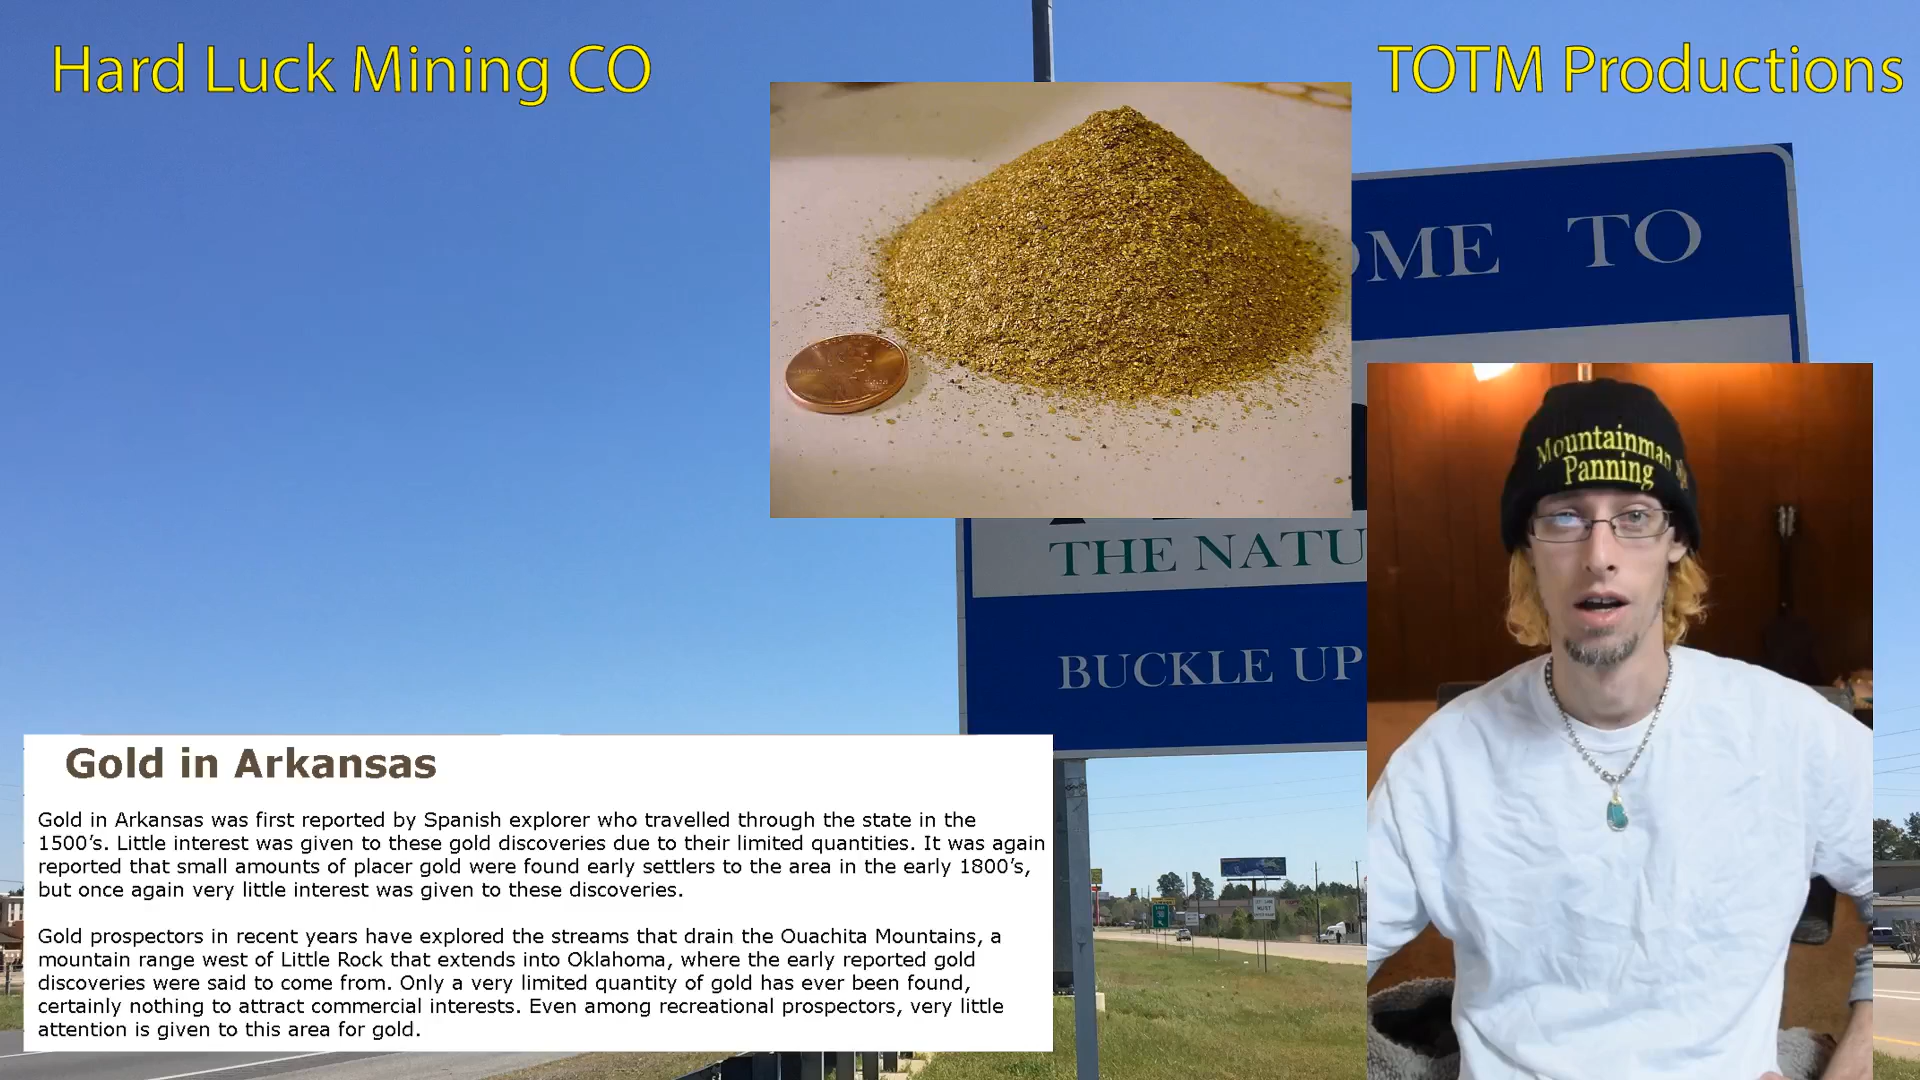 Hard Luck Mining CO
TOTM Productions
OME TO
Mountainman
Panning
THE NATU
BUCKLE UP
Gold in Arkansas
Gold in Arkansas was first reported by Spanish explorer who travelled through the state in the
1500's. Little interest was given to these gold discoveries due to their limited quantities. It was again
reported that small amounts of placer gold were found early settlers to the area in the early 1800's,
but once again very little interest was given to these discoveries.
Gold prospectors in recent years have explored the streams that drain the Ouachita Mountains, a
mountain range west of Little Rock that extends into Oklahoma, where the early reported gold
discoveries were said to come from. Only a very limited quantity of gold has ever been found,
certainly nothing to attract commercial interests. Even among recreational prospectors, very little
attention is given to this area for gold.